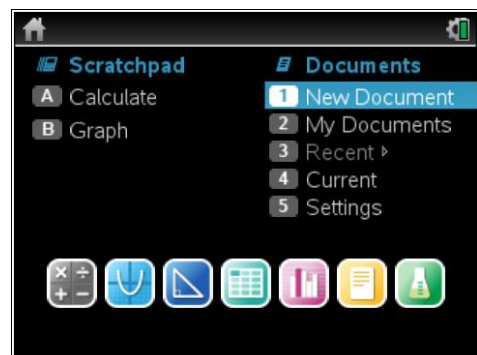 Scratchpad
A Calculate
B Graph
Documents
1 New Document
2 My Documents
3 Recent ▹
4 Current
5 Settings